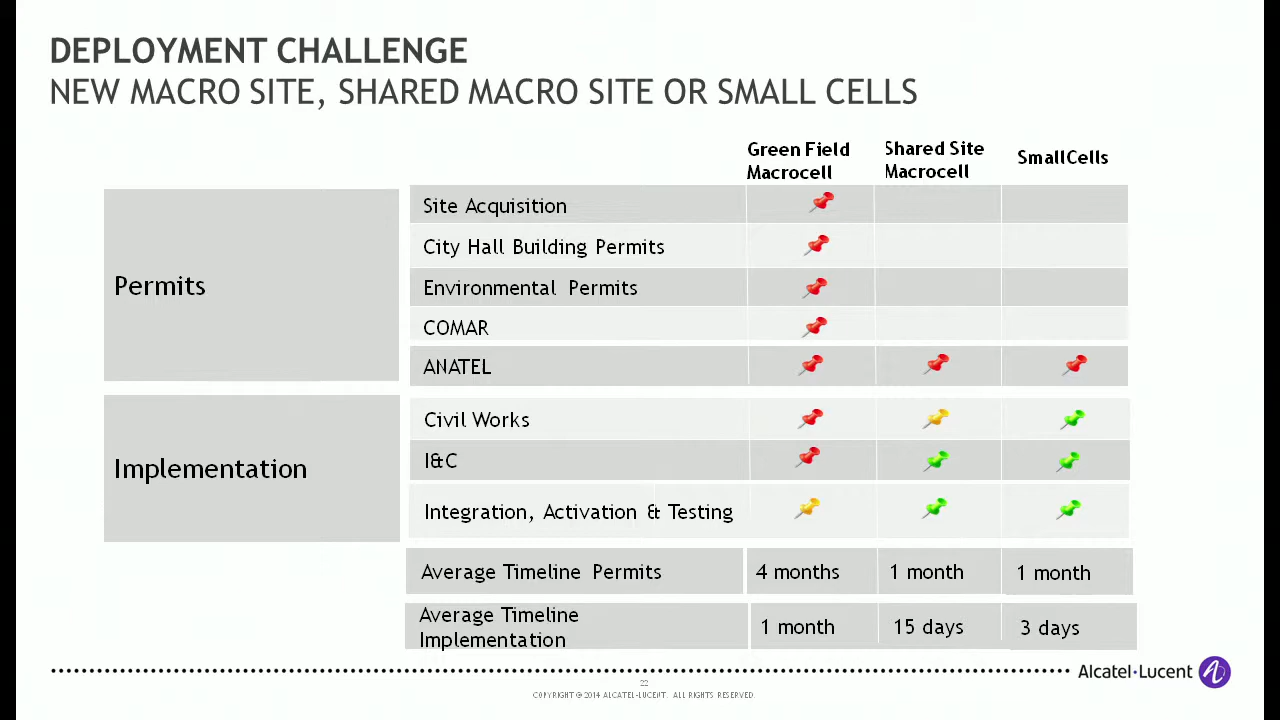 DEPLOYMENT CHALLENGE
NEW MACRO SITE, SHARED MACRO SITE OR SMALL CELLS
Green Field
Macrocell
Shared Site
Macrocell
SmallCells
Permits
Site Acquisition
City Hall Building Permits
Environmental Permits
COMAR
ANATEL
Implementation
Civil Works
I&C
Integration, Activation & Testing
Average Timeline Permits
4 months
1 month
1 month
Average Timeline
Implementation
1 month
15 days
3 days
22
COPYRIGHT © 2014 ALCATEL-LUCENT. ALL RIGHTS RESERVED.
Alcatel·Lucent